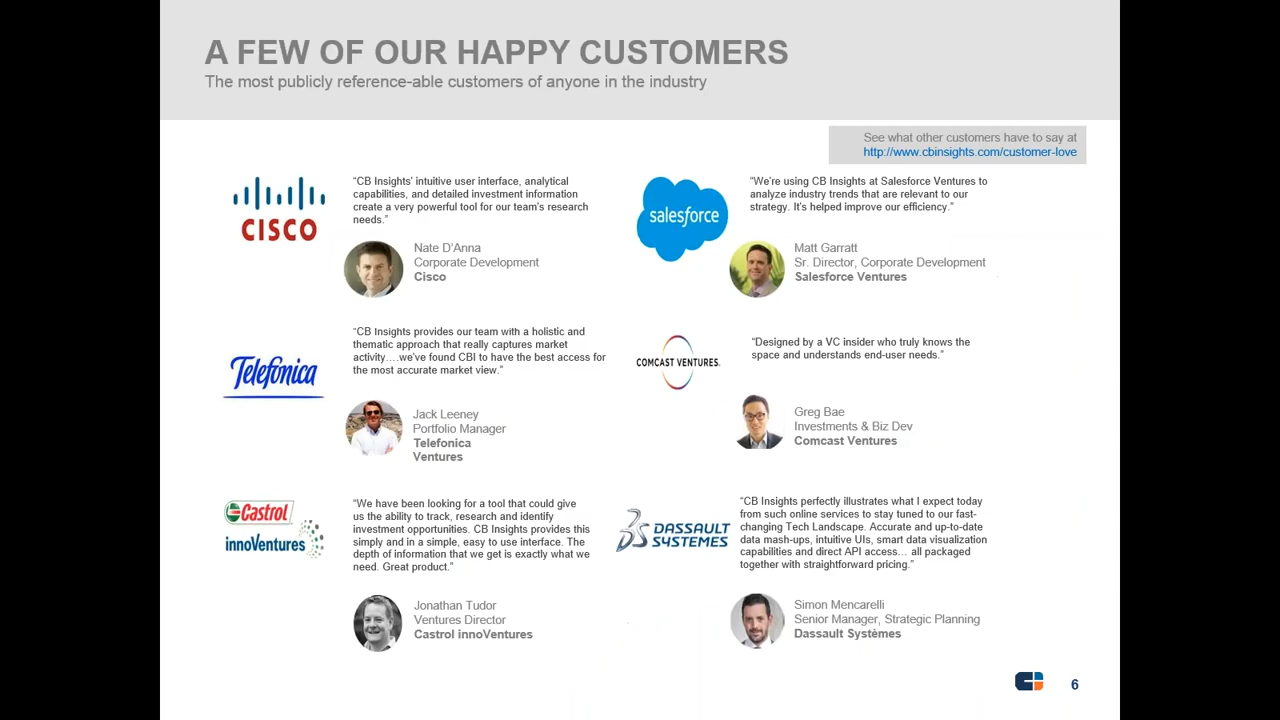 A FEW OF OUR HAPPY CUSTOMERS
The most publicly reference-able customers of anyone in the industry
See what other customers have to say at
http://www.cbinsights.com/customer-love
CISCO
“CB Insights’ intuitive user interface, analytical
capabilities, and detailed investment information
create a very powerful tool for our team’s research
needs.”
Nate D’Anna
Corporate Development
Cisco
salesforce
“We’re using CB Insights at Salesforce Ventures to
analyze industry trends that are relevant to our
strategy. It’s helped improve our efficiency.”
Matt Garratt
Sr. Director, Corporate Development
Salesforce Ventures
Telefónica
“CB Insights provides our team with a holistic and
thematic approach that really captures market
activity….we’ve found CBI to have the best access for
the most accurate market view.”
Jack Leeney
Portfolio Manager
Telefonica
Ventures
COMCAST VENTURES
“Designed by a VC insider who truly knows the
space and understands end-user needs.”
Greg Bae
Investments & Biz Dev
Comcast Ventures
Castrol
innoVentures
“We have been looking for a tool that could give
us the ability to track, research and identify
investment opportunities. CB Insights provides this
simply and in a simple, easy to use interface. The
depth of information that we get is exactly what we
need. Great product.”
Jonathan Tudor
Ventures Director
Castrol innoVentures
DASSAULT
SYSTEMES
“CB Insights perfectly illustrates what I expect today
from such online services to stay tuned to our fast-
changing Tech Landscape. Accurate and up-to-date
data mash-ups, intuitive UIs, smart data visualization
capabilities and direct API access… all packaged
together with straightforward pricing.”
Simon Mencarelli
Senior Manager, Strategic Planning
Dassault Systèmes
6